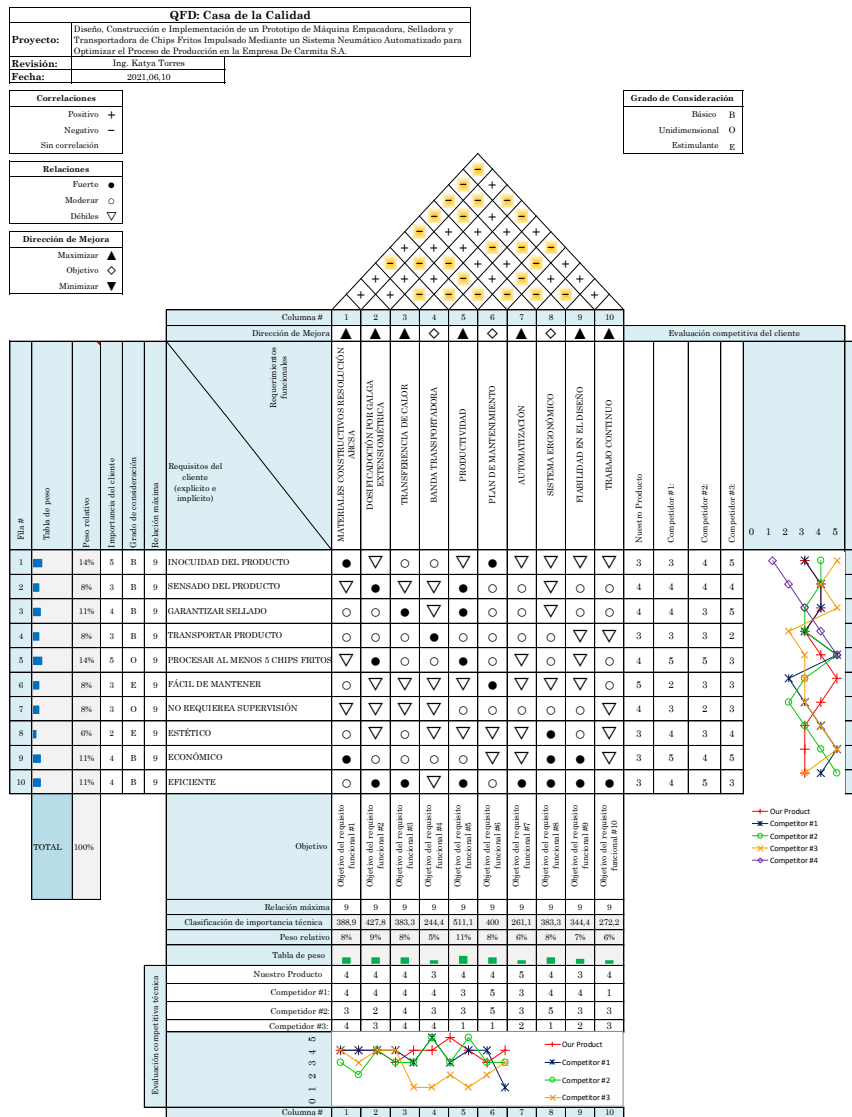 QFD: Casa de la Calidad
Proyecto:
Diseño, Construcción e Implementación de un Prototipo de Máquina Empacadora, Selladora y
Transportadora de Chips Fritos Impulsado Mediante un Sistema Neumático Automatizado para
Optimizar el Proceso de Producción en la Empresa De Carmita S.A.
Revisión: Ing. Katya Torres
Fecha: 2021,06,10
Correlaciones
Positivo +
Negativo −
Sin correlación
Relaciones
Fuerte ●
Moderar ○
Débiles ▽
Dirección de Mejora
Maximizar ▲
Objetivo ◇
Minimizar ▼
Grado de Consideración
Básico B
Unidimensional O
Estimulante E
Columna # 1 2 3 4 5 6 7 8 9 10
Dirección de Mejora ▲ ▲ ▲ ◇ ▲ ◇ ▲ ◇ ▲ ▲
Evaluación competitiva del cliente
Fila #
Tabla de peso
Peso relativo
Importancia del cliente
Grado de consideración
Relación máxima
Requisitos del
cliente
(explícito e
implícito)
Requerimientos
funcionales
MATERIALES CONSTRUCTIVOS RESOLUCIÓN
ARCSA
DOSIFICADOCIÓN POR GALGA
EXTENSIOMÉTRICA
TRANSFERENCIA DE CALOR
BANDA TRANSPORTADORA
PRODUCTIVIDAD
PLAN DE MANTENIMIENTO
AUTOMATIZACIÓN
SISTEMA ERGONÓMICO
FIABILIDAD EN EL DISEÑO
TRABAJO CONTINUO
Nuestro Producto
Competidor #1:
Competidor #2:
Competidor #3:
0 1 2 3 4 5
1 14% 5 B 9 INOCUIDAD DEL PRODUCTO ● ▽ ○ ○ ▽ ● ▽ ▽ ▽ ▽ 3 3 4 5
2 8% 3 B 9 SENSADO DEL PRODUCTO ▽ ● ▽ ▽ ● ○ ○ ▽ ○ ○ 4 4 4 4
3 11% 4 B 9 GARANTIZAR SELLADO ○ ○ ● ▽ ● ○ ○ ▽ ○ ○ 4 4 3 5
4 8% 3 B 9 TRANSPORTAR PRODUCTO ○ ○ ○ ● ○ ○ ○ ○ ▽ ▽ 3 3 3 2
5 14% 5 O 9 PROCESAR AL MENOS 5 CHIPS FRITOS ▽ ● ○ ○ ● ○ ▽ ○ ▽ ○ 4 5 5 3
6 8% 3 E 9 FÁCIL DE MANTENER ○ ▽ ▽ ▽ ▽ ● ▽ ▽ ▽ ○ 5 2 3 3
7 8% 3 O 9 NO REQUIEREA SUPERVISIÓN ▽ ▽ ▽ ▽ ○ ○ ○ ○ ○ ▽ 4 3 2 3
8 6% 2 E 9 ESTÉTICO ○ ▽ ○ ▽ ▽ ▽ ▽ ● ○ ▽ 3 4 3 4
9 11% 4 B 9 ECONÓMICO ● ○ ○ ○ ○ ▽ ▽ ● ● ▽ 3 5 4 5
10 11% 4 B 9 EFICIENTE ○ ● ● ▽ ● ○ ● ● ● ● 3 4 5 3
TOTAL 100%
Objetivo
Objetivo del requisito
funcional #1
Objetivo del requisito
funcional #2
Objetivo del requisito
funcional #3
Objetivo del requisito
funcional #4
Objetivo del requisito
funcional #5
Objetivo del requisito
funcional #6
Objetivo del requisito
funcional #7
Objetivo del requisito
funcional #8
Objetivo del requisito
funcional #9
Objetivo del requisito
funcional #10
Our Product
Competitor #1
Competitor #2
Competitor #3
Competitor #4
Relación máxima 9 9 9 9 9 9 9 9 9 9
Clasificación de importancia técnica 388,9 427,8 383,3 244,4 511,1 400 261,1 383,3 344,4 272,2
Peso relativo 8% 9% 8% 5% 11% 8% 6% 8% 7% 6%
Tabla de peso
Evaluación competitiva técnica
Nuestro Producto 4 4 4 3 4 4 5 4 3 4
Competidor #1: 4 4 4 4 3 5 3 4 4 1
Competidor #2: 3 2 4 3 3 5 3 5 3 3
Competidor #3: 4 3 4 4 1 1 2 1 2 3
0 1 2 3 4 5
Our Product
Competitor #1
Competitor #2
Competitor #3
Columna # 1 2 3 4 5 6 7 8 9 10